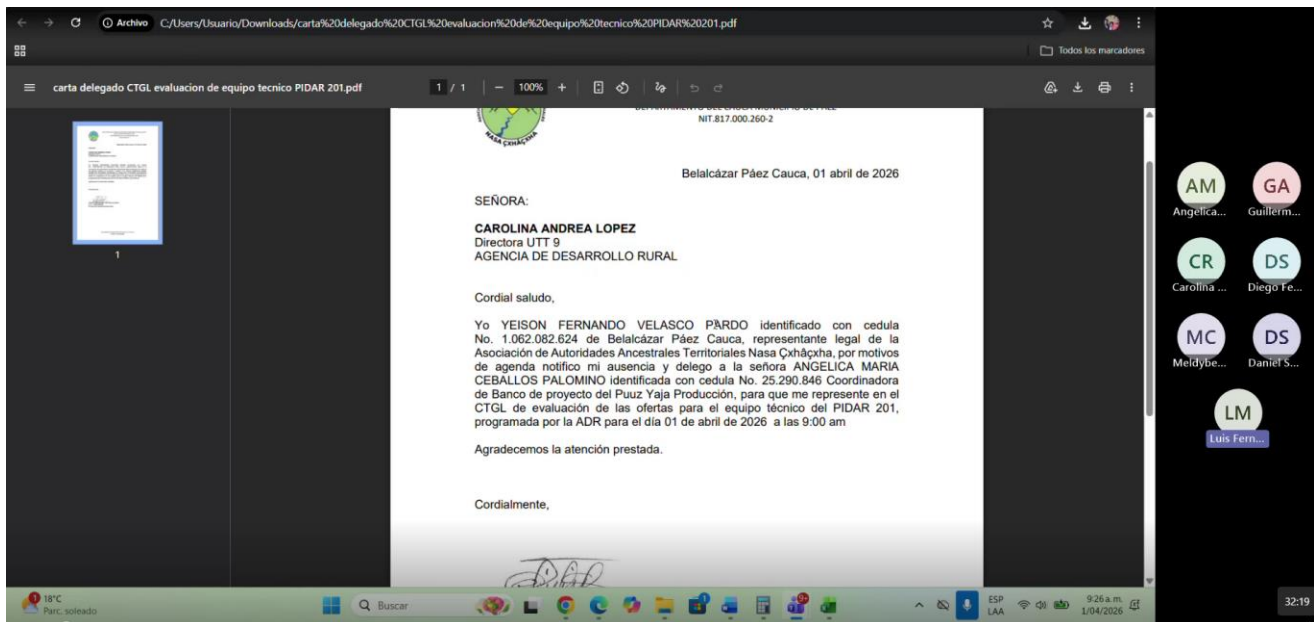 Archivo C:/Users/Usuario/Downloads/carta%20delegado%20CTGL%20evaluacion%20de%20equipo%20tecnico%20PIDAR%20201.pdf
Todos los marcadores
carta delegado CTGL evaluacion de equipo tecnico PIDAR 201.pdf
1 / 1
100%
NIT.817.000.260-2
NASA ÇXHÂÇXHA
Belalcázar Páez Cauca, 01 abril de 2026
SEÑORA:
CAROLINA ANDREA LOPEZ
Directora UTT 9
AGENCIA DE DESARROLLO RURAL
Cordial saludo,
Yo YEISON FERNANDO VELASCO PARDO identificado con cedula
No. 1.062.082.624 de Belalcázar Páez Cauca, representante legal de la
Asociación de Autoridades Ancestrales Territoriales Nasa Çxhâçxha, por motivos
de agenda notifico mi ausencia y delego a la señora ANGELICA MARIA
CEBALLOS PALOMINO identificada con cedula No. 25.290.846 Coordinadora
de Banco de proyecto del Puuz Yaja Producción, para que me represente en el
CTGL de evaluación de las ofertas para el equipo técnico del PIDAR 201,
programada por la ADR para el día 01 de abril de 2026 a las 9:00 am
Agradecemos la atención prestada.
Cordialmente,
1
AM
GA
Angelica...
Guillerm...
CR
DS
Carolina ...
Diego Fe...
MC
DS
Meldybe...
Daniel S...
LM
Luis Fern...
18°C
Parc. soleado
Buscar
ESP
LAA
9:26 a.m.
1/04/2026
32:19